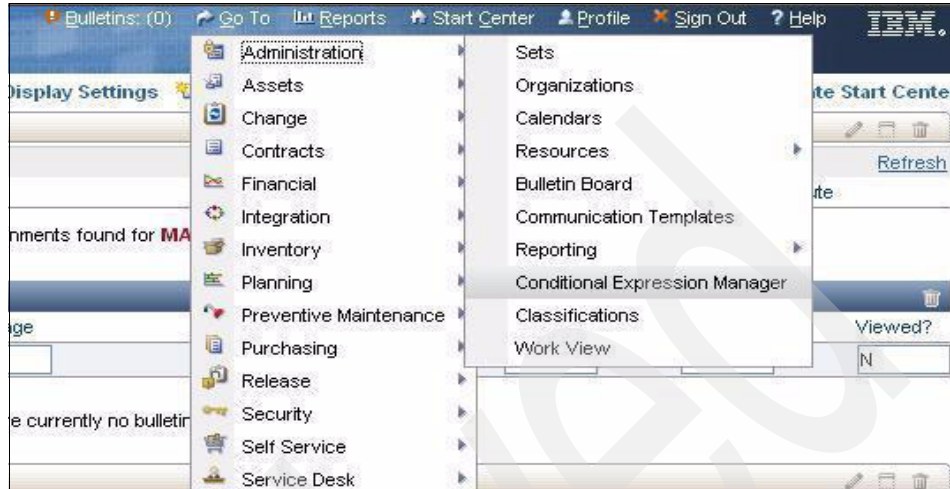 Bulletins: (0) Go To Reports Start Center Profile Sign Out ? Help IBM.
Display Settings
te Start Cente
Administration
Assets
Change
Contracts
Financial
Integration
Inventory
Planning
Preventive Maintenance
Purchasing
Release
Security
Self Service
Service Desk
Sets
Organizations
Calendars
Resources
Bulletin Board
Communication Templates
Reporting
Conditional Expression Manager
Classifications
Work View
Refresh
nments found for MA
Viewed?
N
e currently no bulletin